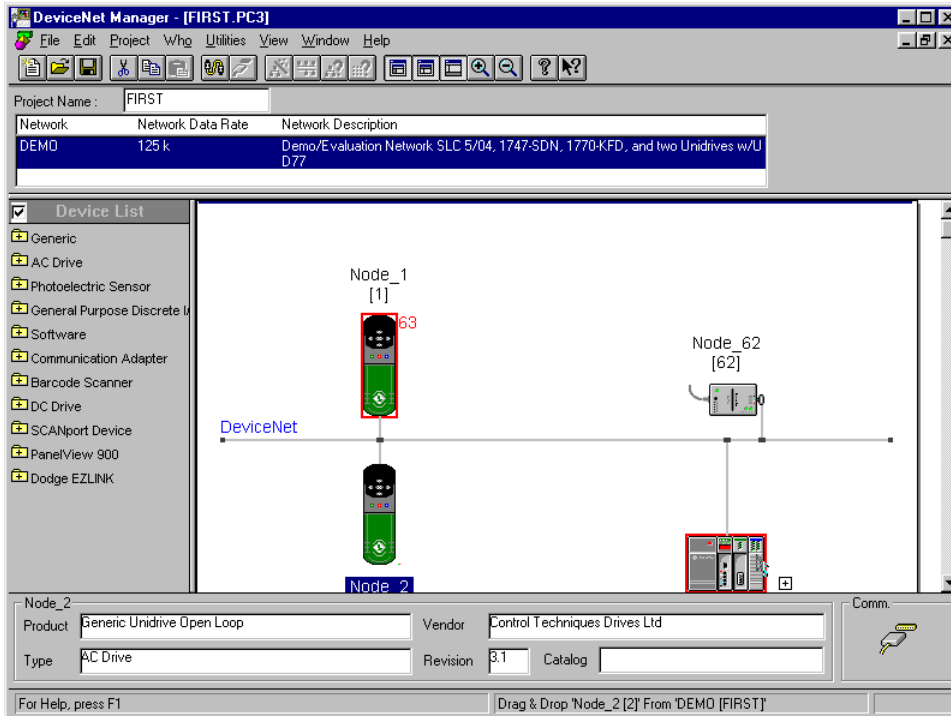 DeviceNet Manager - [FIRST.PC3]
File Edit Project Who Utilities View Window Help
Project Name : FIRST
Network Network Data Rate Network Description
DEMO 125 k Demo/Evaluation Network SLC 5/04, 1747-SDN, 1770-KFD, and two Unidrives w/U
D77
Device List
Generic
AC Drive
Photoelectric Sensor
General Purpose Discrete I/
Software
Communication Adapter
Barcode Scanner
DC Drive
SCANport Device
PanelView 900
Dodge EZLINK
Node_1
[1]
63
Node_62
[62]
DeviceNet
Node_2
Node_2
Product Generic Unidrive Open Loop Vendor Control Techniques Drives Ltd
Type AC Drive Revision 3.1 Catalog
Comm.
For Help, press F1
Drag & Drop 'Node_2 [2]' From 'DEMO [FIRST]'